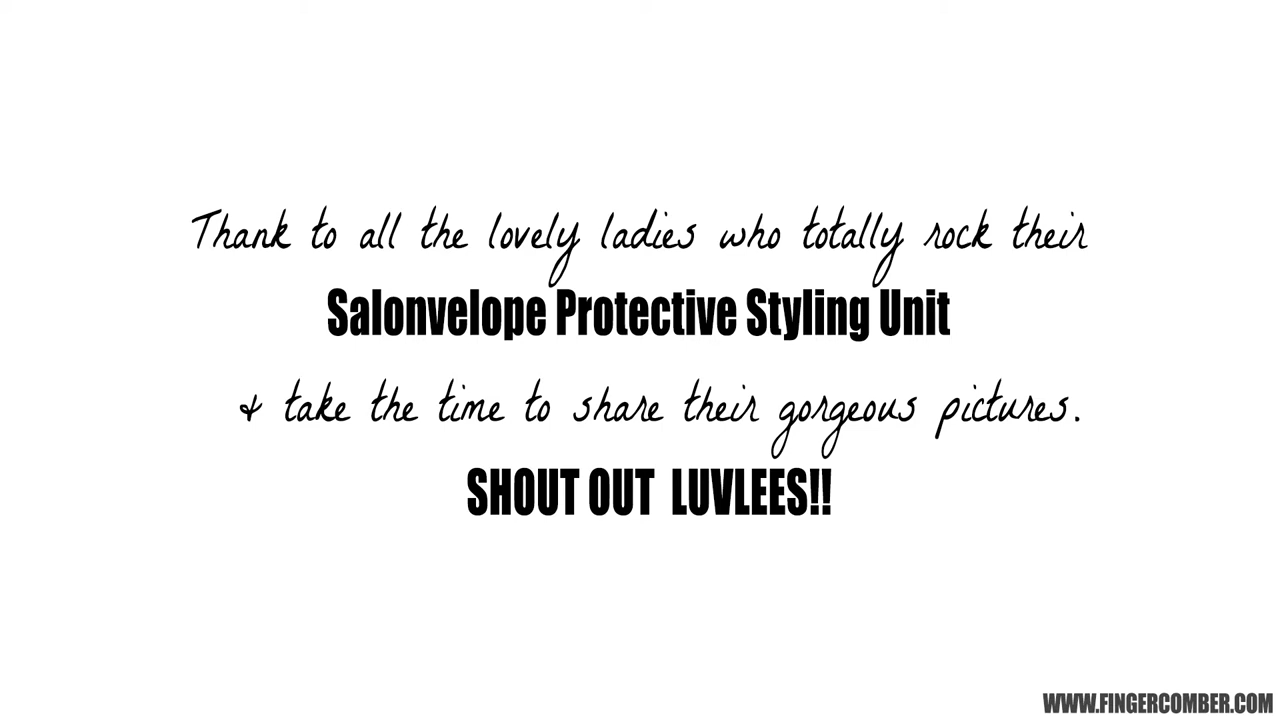 Thank to all the lovely ladies who totally rock their
Salonvelope Protective Styling Unit
& take the time to share their gorgeous pictures.
SHOUT OUT LUVLEES!!
WWW.FINGERCOMBER.COM